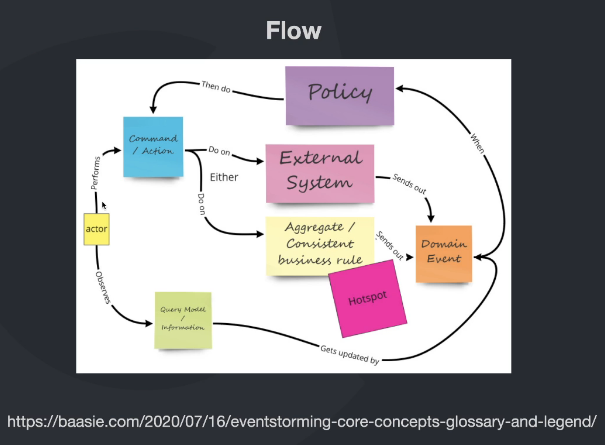 Flow
Then do
Policy
Command
/ Action
Do on
External
System
When
Performs
Either
Sends out
Do on
actor
Aggregate /
Consistent
business rule
Sends out
Domain
Event
Hotspot
Observes
Query Model
/
Information
Gets updated by
https://baasie.com/2020/07/16/eventstorming-core-concepts-glossary-and-legend/